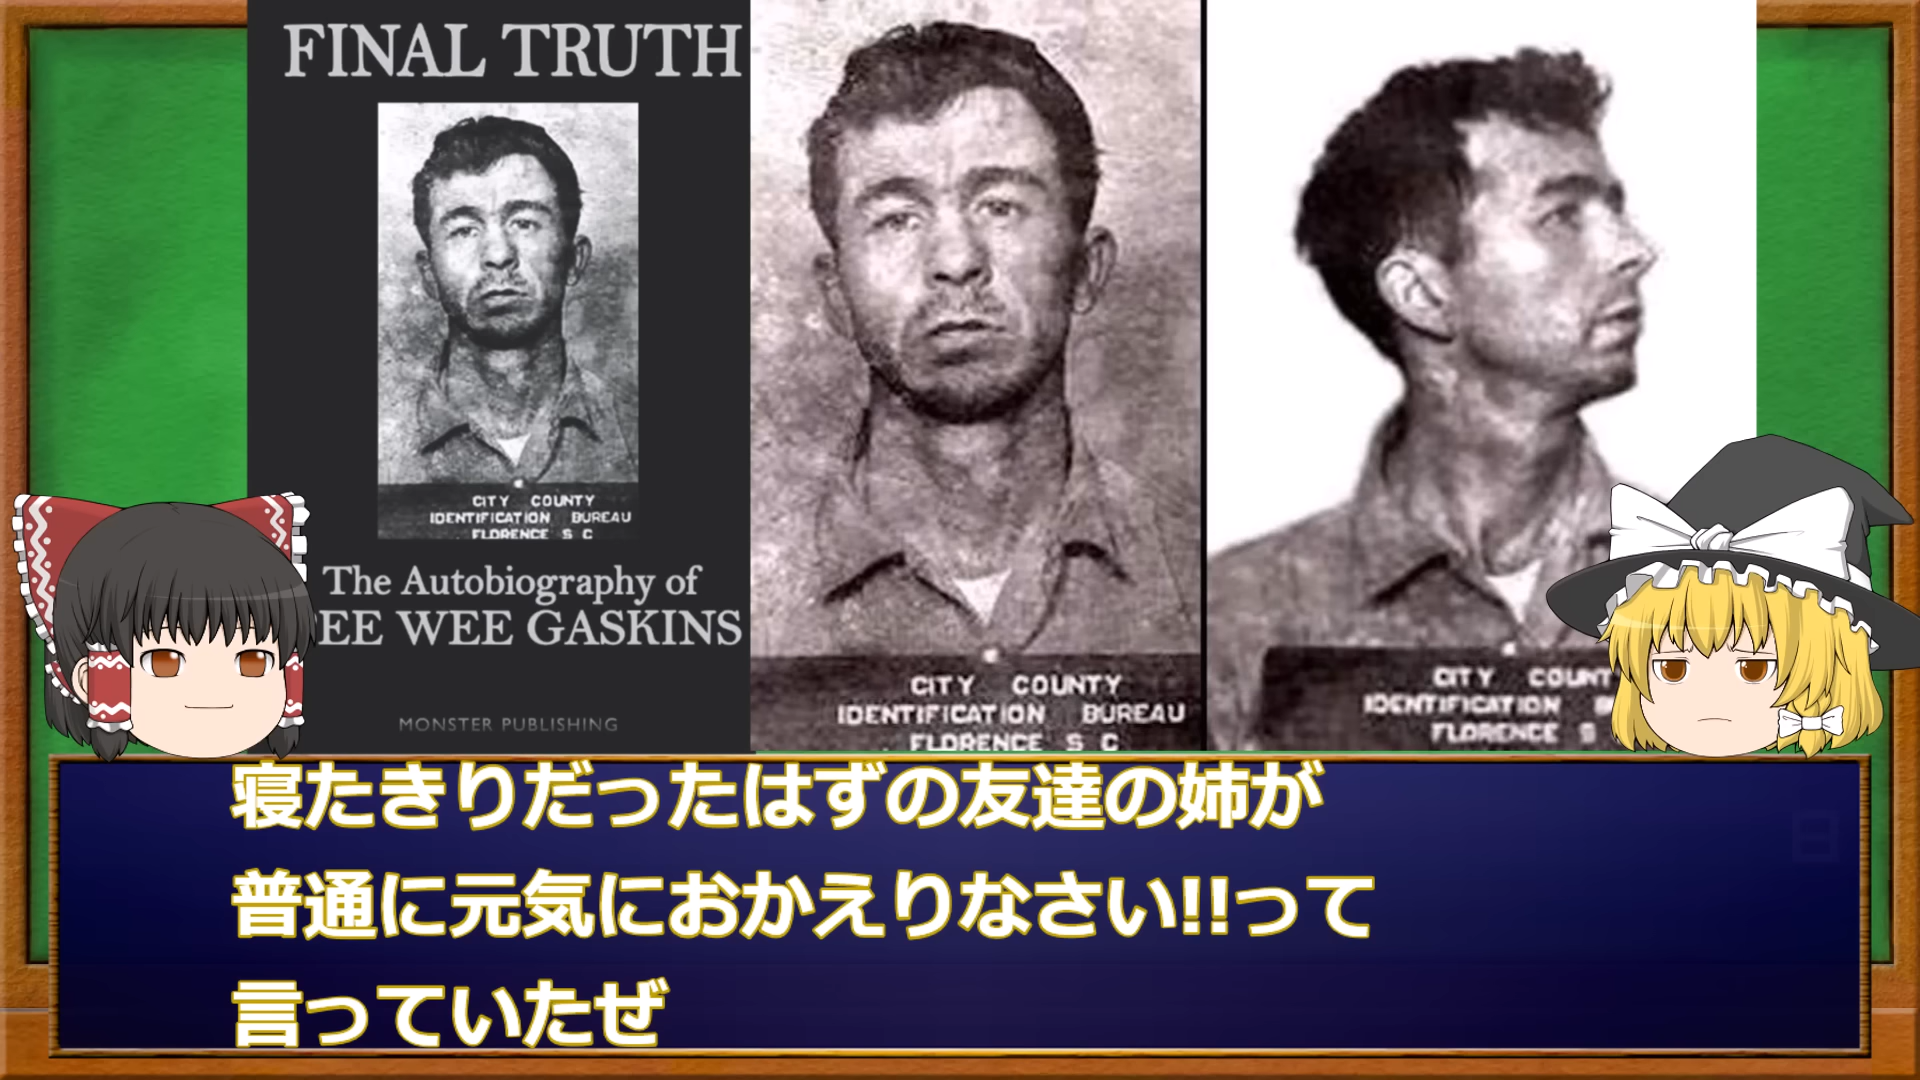 FINAL TRUTH
CITY COUNTY
IDENTIFICATION BUREAU
FLORENCE S C
The Autobiography of
EE WEE GASKINS
MONSTER PUBLISHING
CITY COUNTY
IDENTIFICATION BUREAU
FLORENCE S C
CITY COUNT
IDENTIFICATION B
FLORENCE S
寝たきりだったはずの友達の姉が
普通に元気におかえりなさい!!って
言っていたぜ